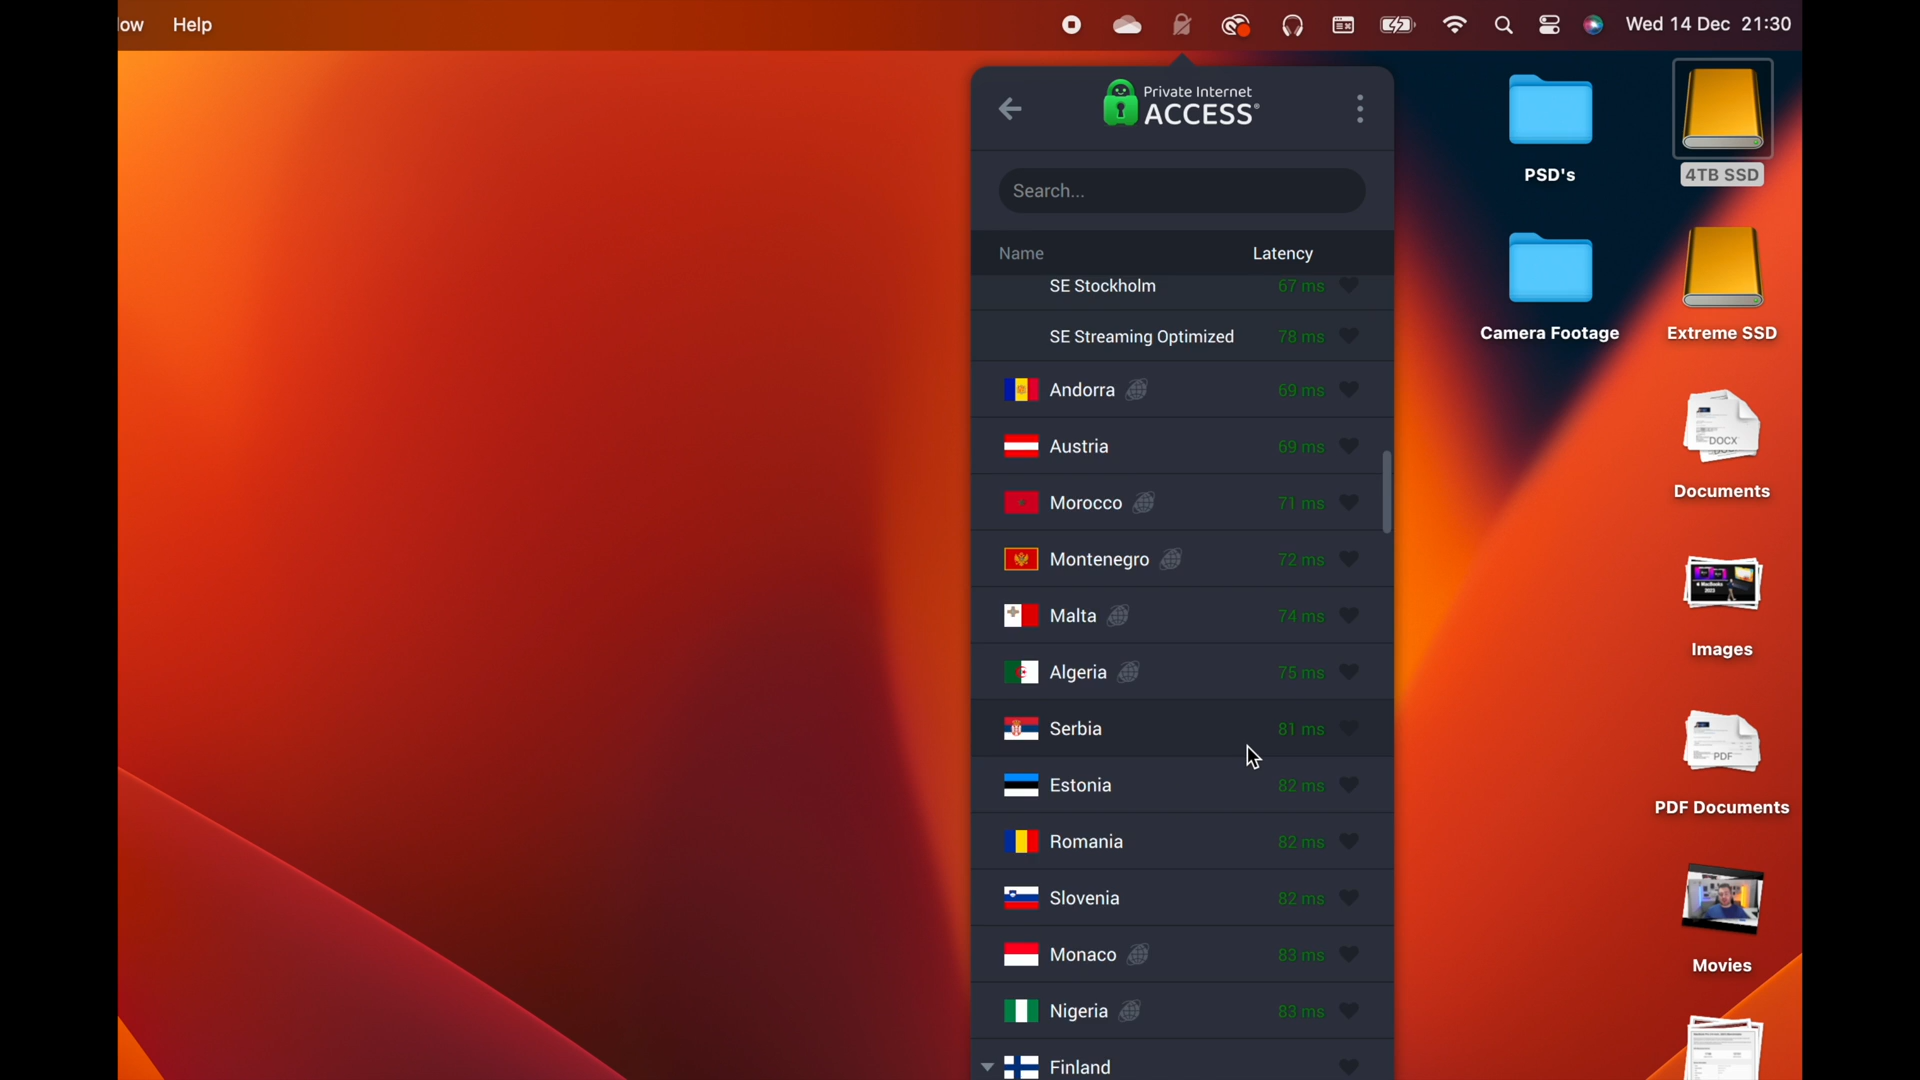 low Help Wed 14 Dec 21:30
Private Internet
ACCESS®
Search...
Name Latency
SE Stockholm 67 ms
SE Streaming Optimized 78 ms
Andorra 69 ms
Austria 69 ms
Morocco 71 ms
Montenegro 72 ms
Malta 74 ms
Algeria 75 ms
Serbia 81 ms
Estonia 82 ms
Romania 82 ms
Slovenia 82 ms
Monaco 83 ms
Nigeria 83 ms
Finland
PSD's
4TB SSD
Camera Footage
Extreme SSD
DOCX
Documents
Images
PDF
PDF Documents
Movies